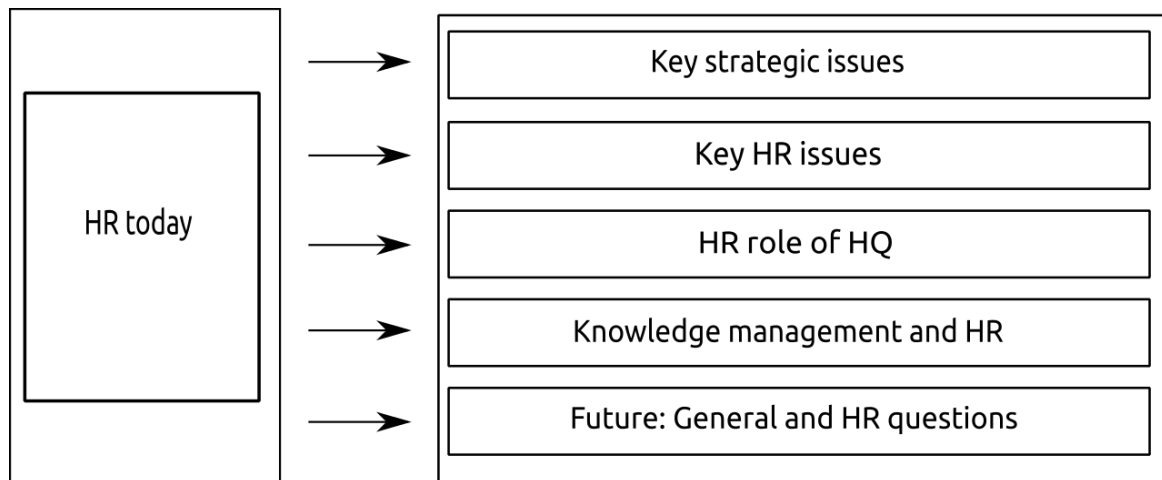 HR today
Key strategic issues
Key HR issues
HR role of HQ
Knowledge management and HR
Future: General and HR questions